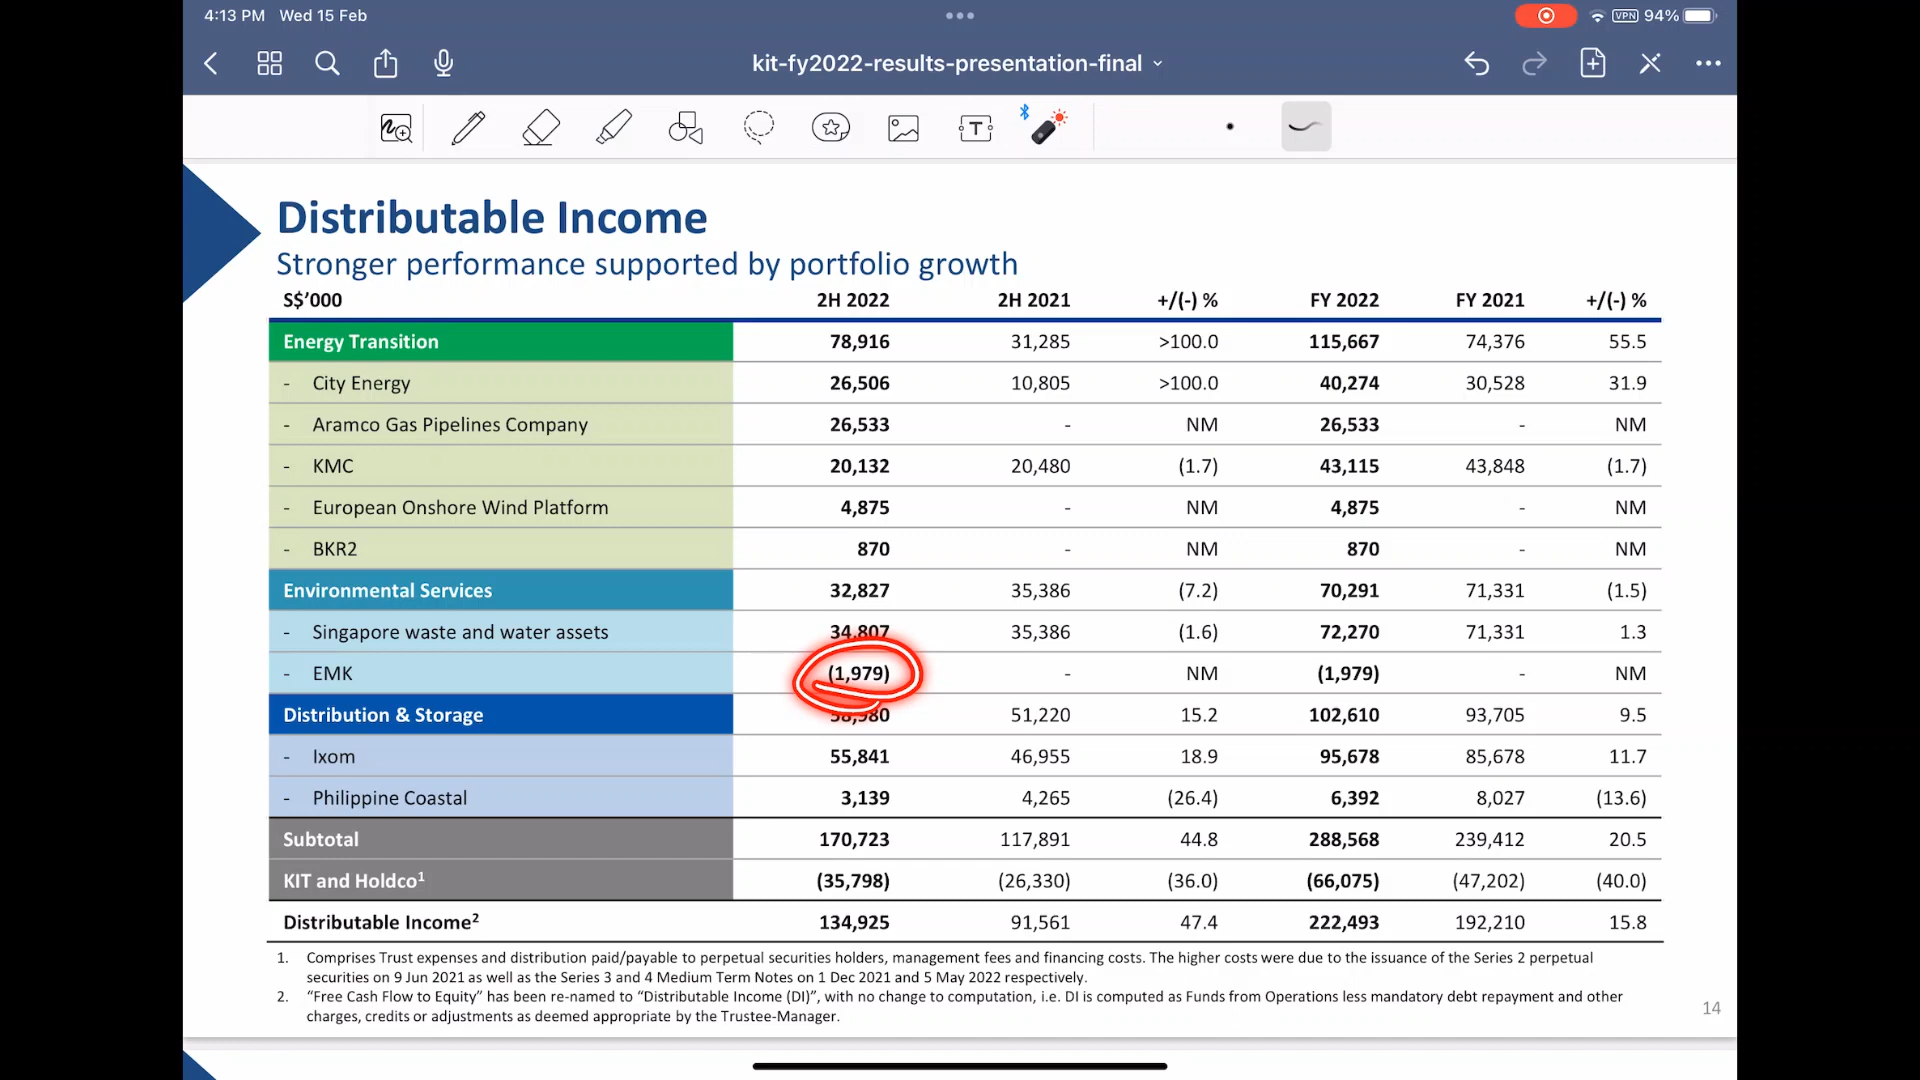 4:13 PM Wed 15 Feb
VPN 94%
kit-fy2022-results-presentation-final
T
Distributable Income
Stronger performance supported by portfolio growth
S$'000 2H 2022 2H 2021 +/(-) % FY 2022 FY 2021 +/(-) %
Energy Transition 78,916 31,285 >100.0 115,667 74,376 55.5
- City Energy 26,506 10,805 >100.0 40,274 30,528 31.9
- Aramco Gas Pipelines Company 26,533 - NM 26,533 - NM
- KMC 20,132 20,480 (1.7) 43,115 43,848 (1.7)
- European Onshore Wind Platform 4,875 - NM 4,875 - NM
- BKR2 870 - NM 870 - NM
Environmental Services 32,827 35,386 (7.2) 70,291 71,331 (1.5)
- Singapore waste and water assets 34,807 35,386 (1.6) 72,270 71,331 1.3
- EMK (1,979) - NM (1,979) - NM
Distribution & Storage 58,980 51,220 15.2 102,610 93,705 9.5
- Ixom 55,841 46,955 18.9 95,678 85,678 11.7
- Philippine Coastal 3,139 4,265 (26.4) 6,392 8,027 (13.6)
Subtotal 170,723 117,891 44.8 288,568 239,412 20.5
KIT and Holdco1 (35,798) (26,330) (36.0) (66,075) (47,202) (40.0)
Distributable Income2 134,925 91,561 47.4 222,493 192,210 15.8
1. Comprises Trust expenses and distribution paid/payable to perpetual securities holders, management fees and financing costs. The higher costs were due to the issuance of the Series 2 perpetual
securities on 9 Jun 2021 as well as the Series 3 and 4 Medium Term Notes on 1 Dec 2021 and 5 May 2022 respectively.
2. "Free Cash Flow to Equity" has been re-named to "Distributable Income (DI)", with no change to computation, i.e. DI is computed as Funds from Operations less mandatory debt repayment and other
charges, credits or adjustments as deemed appropriate by the Trustee-Manager.
14